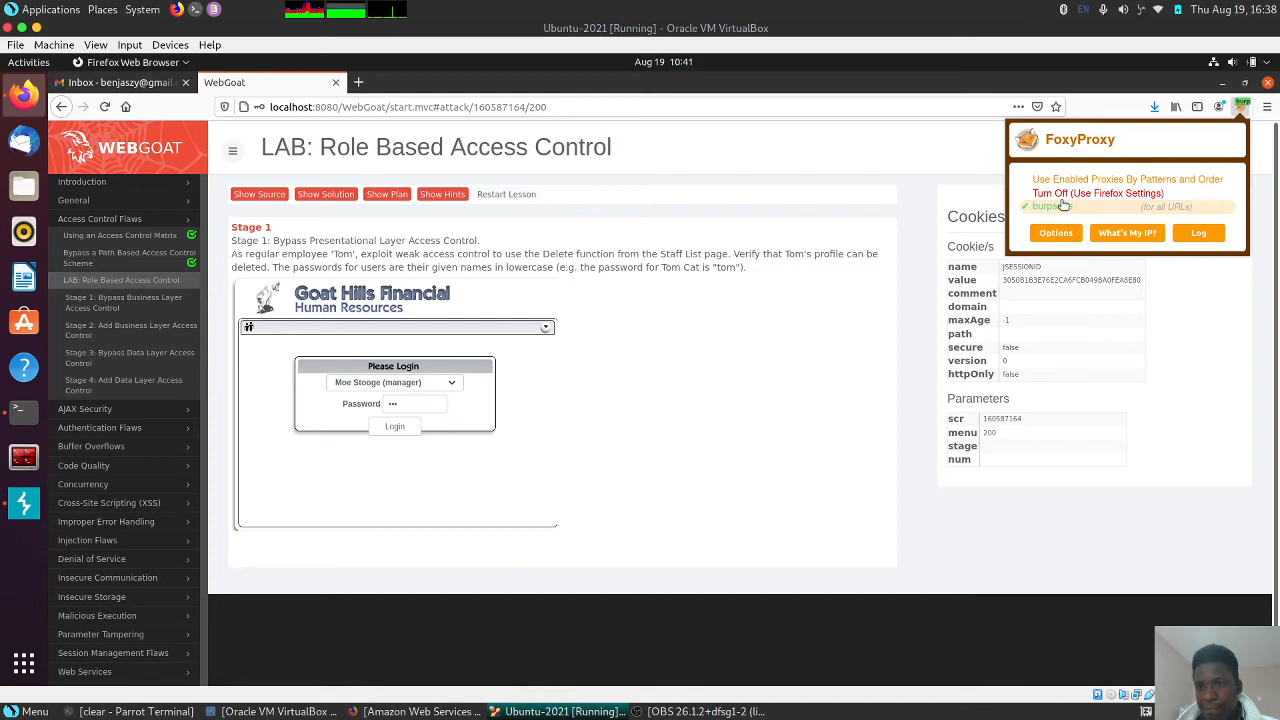 EN
Thu Aug 19, 16:38
Ubuntu-2021 [Running] - Oracle VM VirtualBox
File Machine View Input Devices Help
Activities Firefox Web Browser Aug 19 10:41
Inbox - benjaszy@gmail.c
WebGoat
localhost:8080/WebGoat/start.mvc#attack/160587164/200
burp
WEBGOAT
LAB: Role Based Access Control
FoxyProxy
Use Enabled Proxies By Patterns and Order
Turn Off (Use Firefox Settings)
(for all URLs)
Options What's My IP? Log
Introduction
General
Access Control Flaws
Using an Access Control Matrix
Bypass a Path Based Access Control
Scheme
LAB: Role Based Access Control
Stage 1: Bypass Business Layer
Access Control
Stage 2: Add Business Layer Access
Control
Stage 3: Bypass Data Layer Access
Control
Stage 4: Add Data Layer Access
Control
AJAX Security
Authentication Flaws
Buffer Overflows
Code Quality
Concurrency
Cross-Site Scripting (XSS)
Improper Error Handling
Injection Flaws
Denial of Service
Insecure Communication
Insecure Storage
Malicious Execution
Parameter Tampering
Session Management Flaws
Web Services
Show Source Show Solution Show Plan Show Hints Restart Lesson
Stage 1
Stage 1: Bypass Presentational Layer Access Control.
As regular employee 'Tom', exploit weak access control to use the Delete function from the Staff List page. Verify that Tom's profile can be
deleted. The passwords for users are their given names in lowercase (e.g. the password for Tom Cat is "tom").
Goat Hills Financial
Human Resources
Please Login
Moe Stooge (manager)
Password •••
Login
Cookies
Cookie/s
name JSESSIONID
value 3050B1B3E76E2CA6FCB049BA0FEA8E80
comment
domain
maxAge -1
path
secure false
version 0
httpOnly false
Parameters
scr 160587164
menu 200
stage
num
Menu [clear - Parrot Terminal] [Oracle VM VirtualBox ... [Amazon Web Services ... Ubuntu-2021 [Running]... [OBS 26.1.2+dfsg1-2 (li...